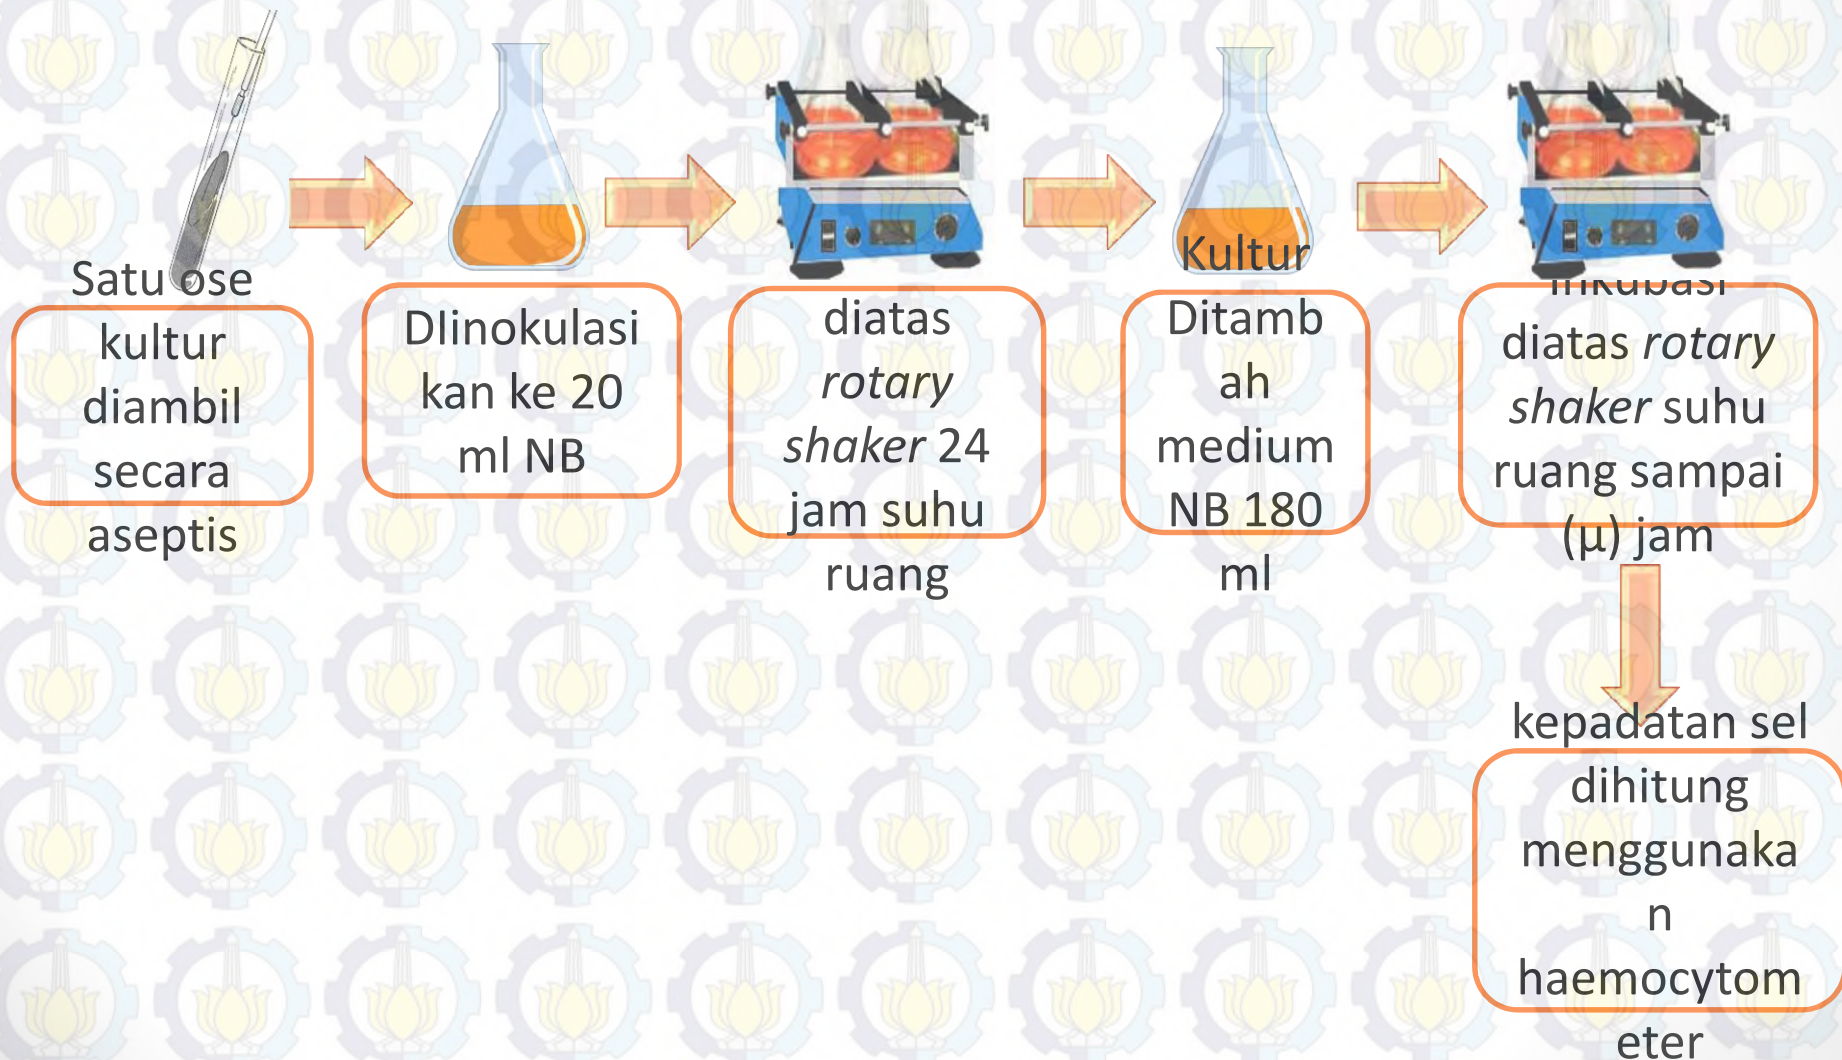 Satu ose
kultur
diambil
secara
aseptis
DIinokulasi
kan ke 20
ml NB
diatas
rotary
shaker 24
jam suhu
ruang
Kultur
Ditamb
ah
medium
NB 180
ml
Inkubasi
diatas rotary
shaker suhu
ruang sampai
(µ) jam
kepadatan sel
dihitung
menggunaka
n
haemocytom
eter